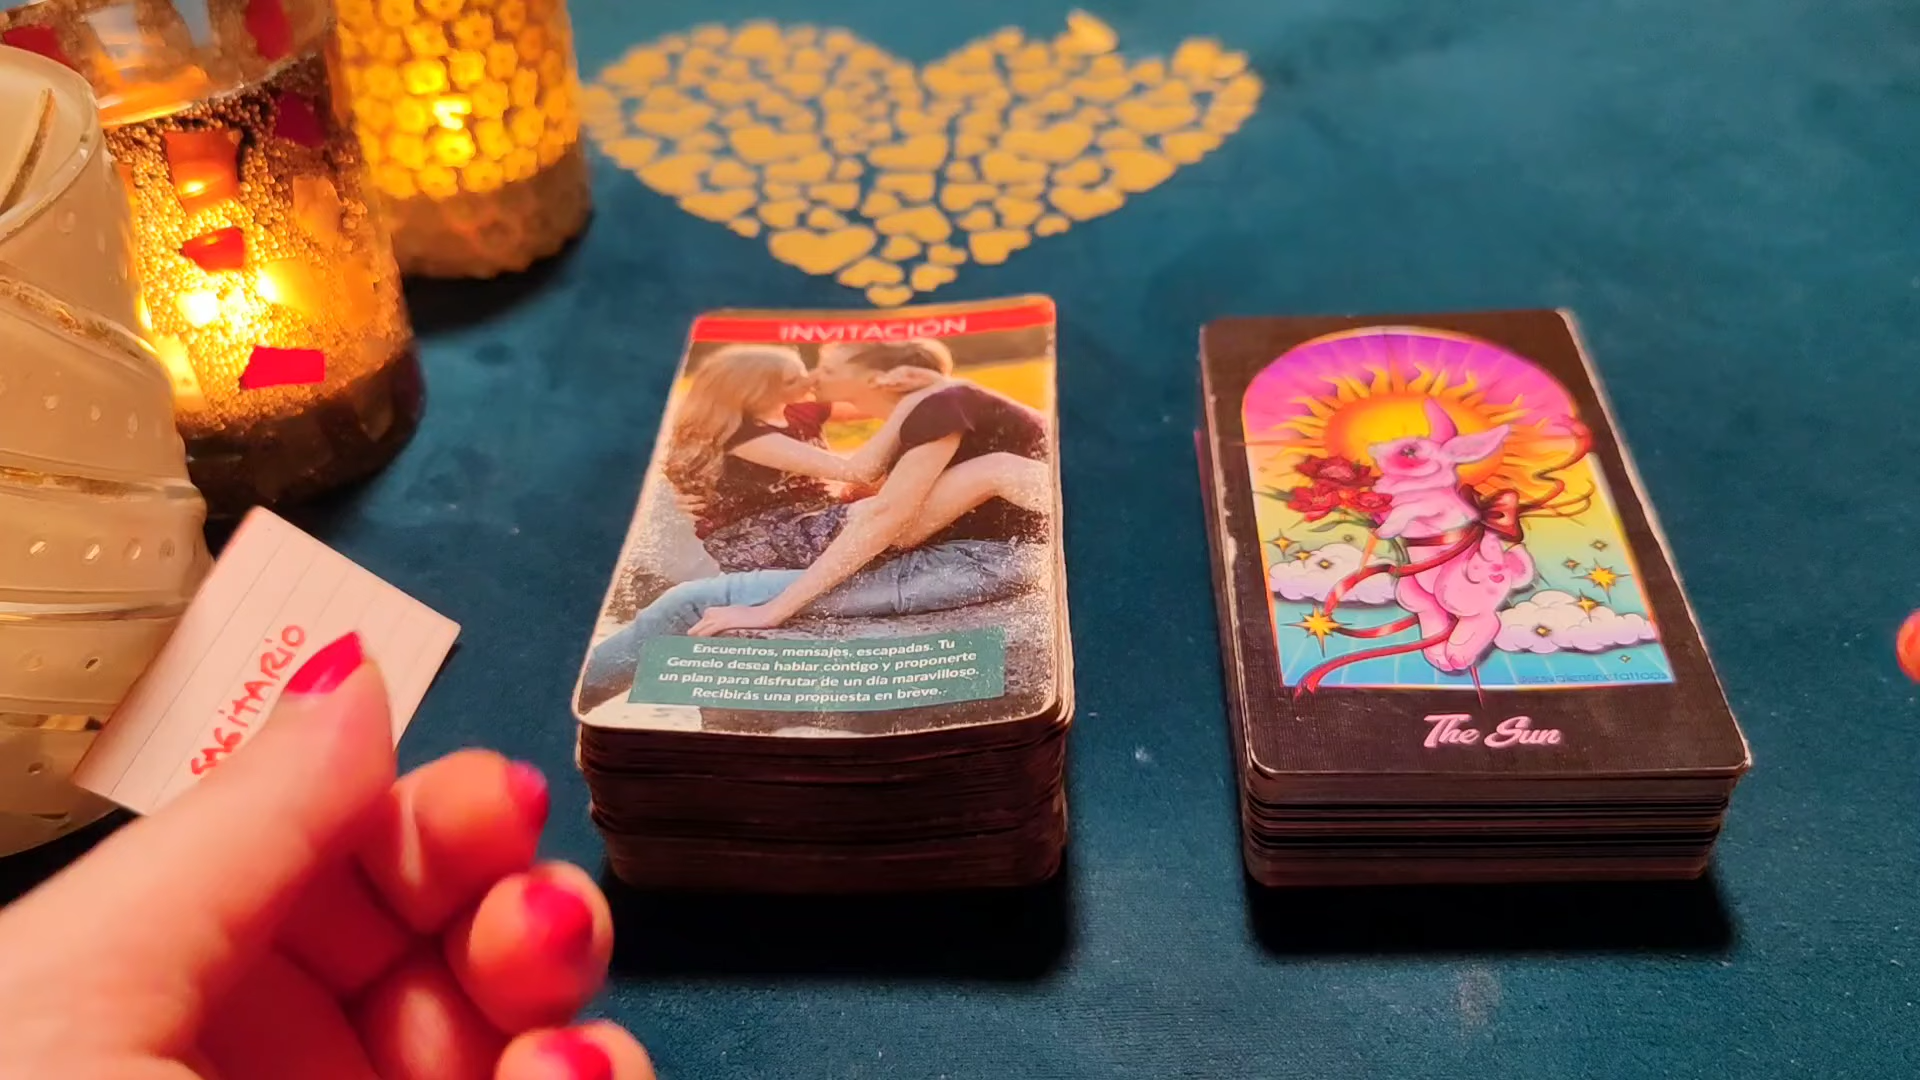 INVITACIÓN
Encuentros, mensajes, escapadas. Tu
Gemelo desea hablar contigo y proponerte
un plan para disfrutar de un día maravilloso.
Recibirás una propuesta en breve.
The Sun
SAGITARIO